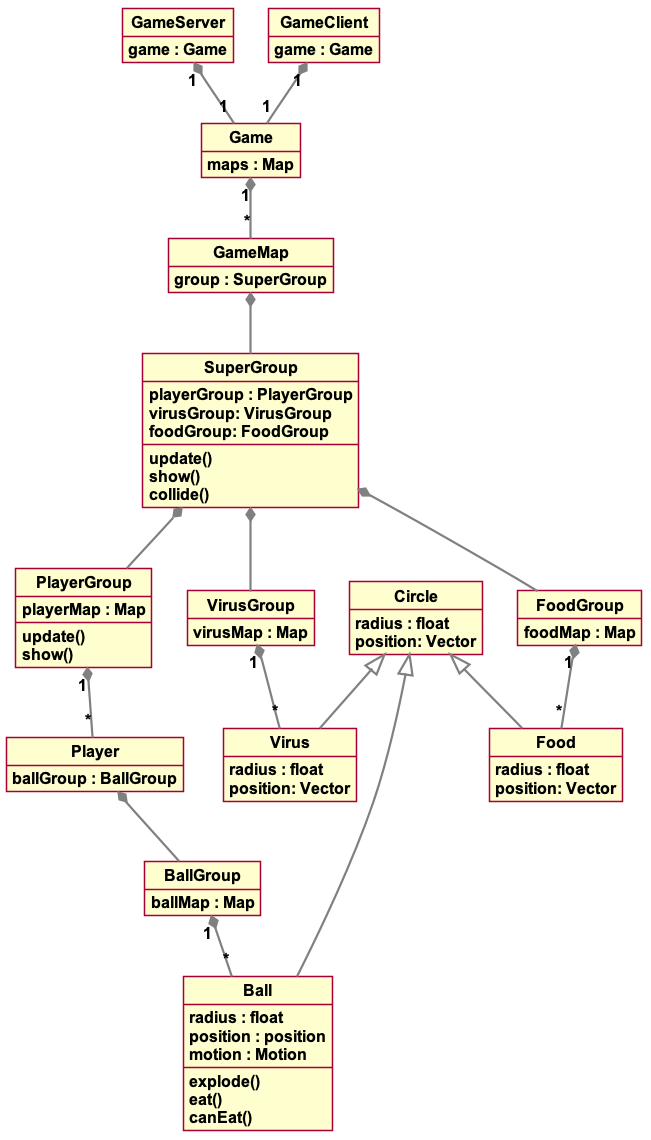 GameServer
game : Game
GameClient
game : Game
1
1
1
1
Game
maps : Map
1
*
GameMap
group : SuperGroup
SuperGroup
playerGroup : PlayerGroup
virusGroup: VirusGroup
foodGroup: FoodGroup
update()
show()
collide()
PlayerGroup
playerMap : Map
update()
show()
VirusGroup
virusMap : Map
Circle
radius : float
position: Vector
FoodGroup
foodMap : Map
1
*
1
*
1
*
Player
ballGroup : BallGroup
Virus
radius : float
position: Vector
Food
radius : float
position: Vector
BallGroup
ballMap : Map
1
*
Ball
radius : float
position : position
motion : Motion
explode()
eat()
canEat()